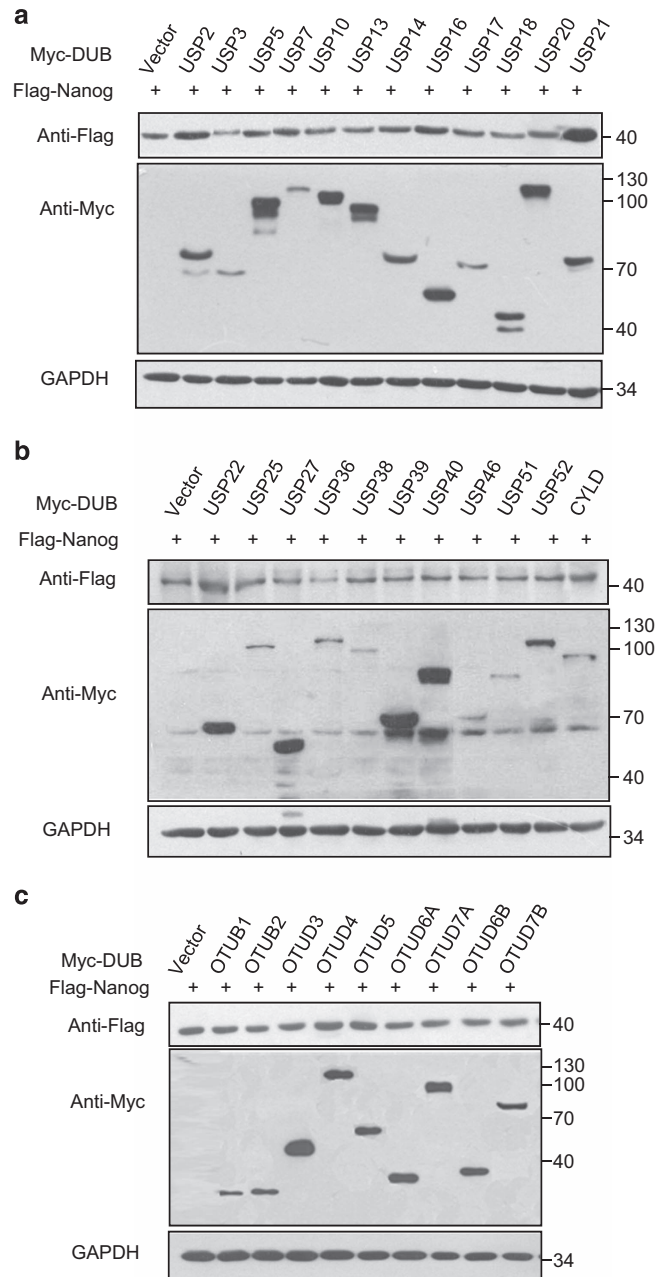 a
Myc-DUB Vector USP2 USP3 USP5 USP7 USP10 USP13 USP14 USP16 USP17 USP18 USP20 USP21
Flag-Nanog + + + + + + + + + + + + +
Anti-Flag 40
Anti-Myc 130
100
70
40
GAPDH 34
b
Myc-DUB Vector USP22 USP25 USP27 USP36 USP38 USP39 USP40 USP46 USP51 USP52 CYLD
Flag-Nanog + + + + + + + + + + + +
Anti-Flag 40
Anti-Myc 130
100
70
40
GAPDH 34
c
Myc-DUB Vector OTUB1 OTUB2 OTUD3 OTUD4 OTUD5 OTUD6A OTUD7A OTUD6B OTUD7B
Flag-Nanog + + + + + + + + + +
Anti-Flag 40
Anti-Myc 130
100
70
40
GAPDH 34